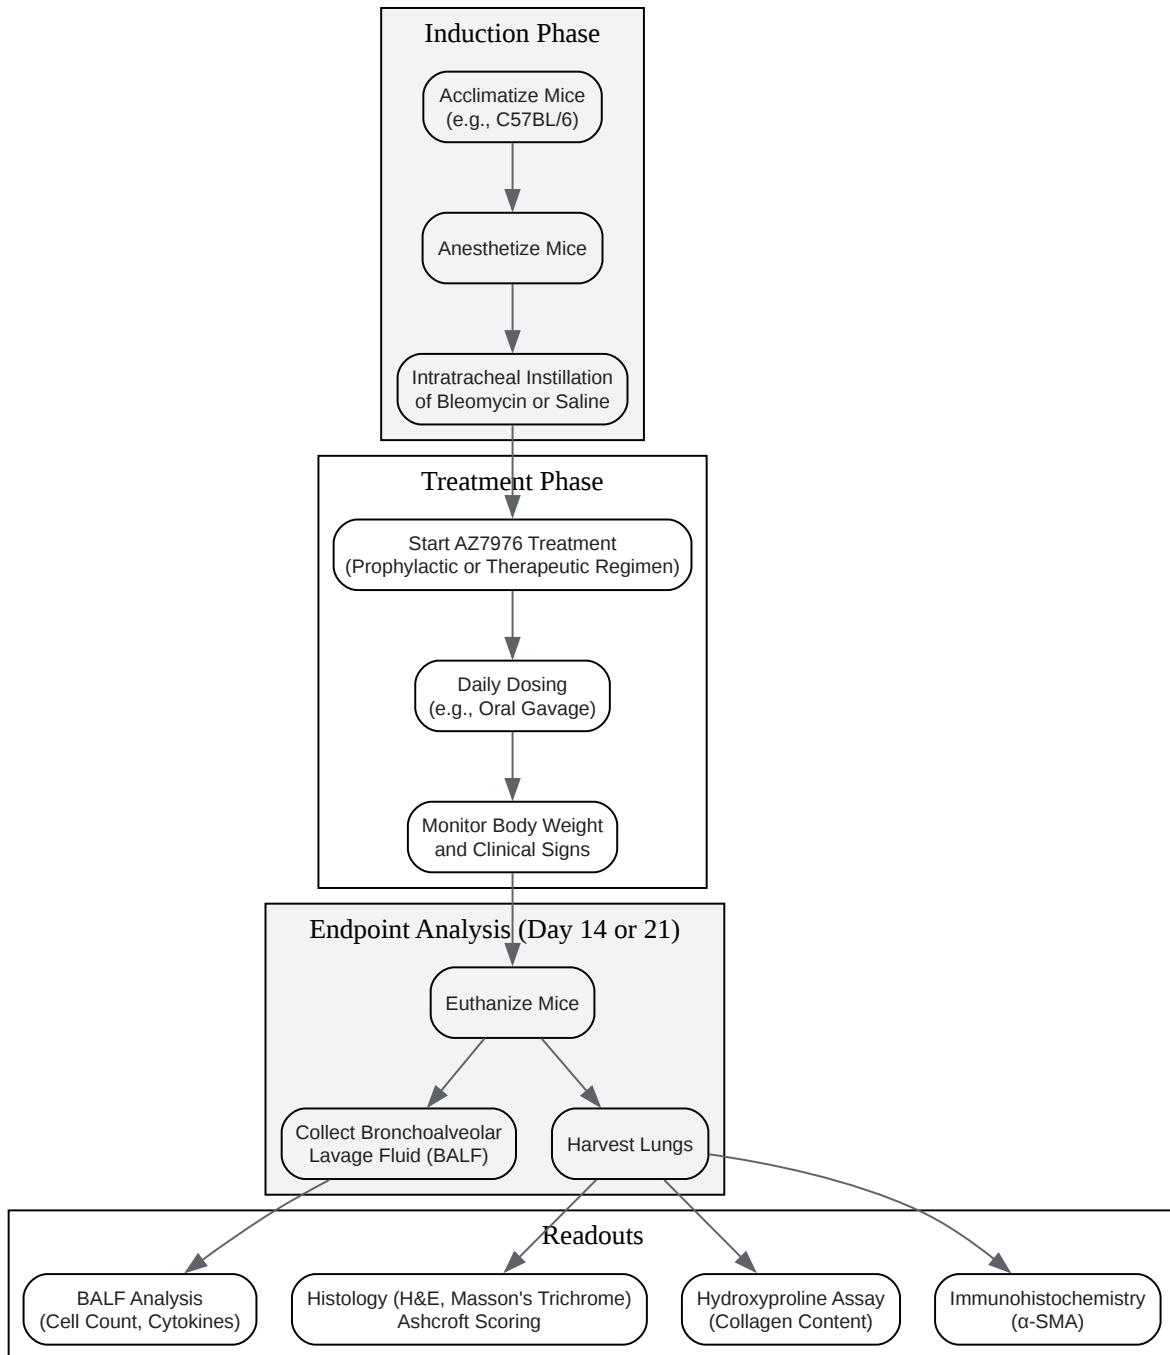 Induction Phase
Acclimatize Mice
(e.g., C57BL/6)
Anesthetize Mice
Intratracheal Instillation
of Bleomycin or Saline
Treatment Phase
Start AZ7976 Treatment
(Prophylactic or Therapeutic Regimen)
Daily Dosing
(e.g., Oral Gavage)
Monitor Body Weight
and Clinical Signs
Endpoint Analysis (Day 14 or 21)
Euthanize Mice
Collect Bronchoalveolar
Lavage Fluid (BALF)
Harvest Lungs
Readouts
BALF Analysis
(Cell Count, Cytokines)
Histology (H&E, Masson's Trichrome)
Ashcroft Scoring
Hydroxyproline Assay
(Collagen Content)
Immunohistochemistry
(α-SMA)